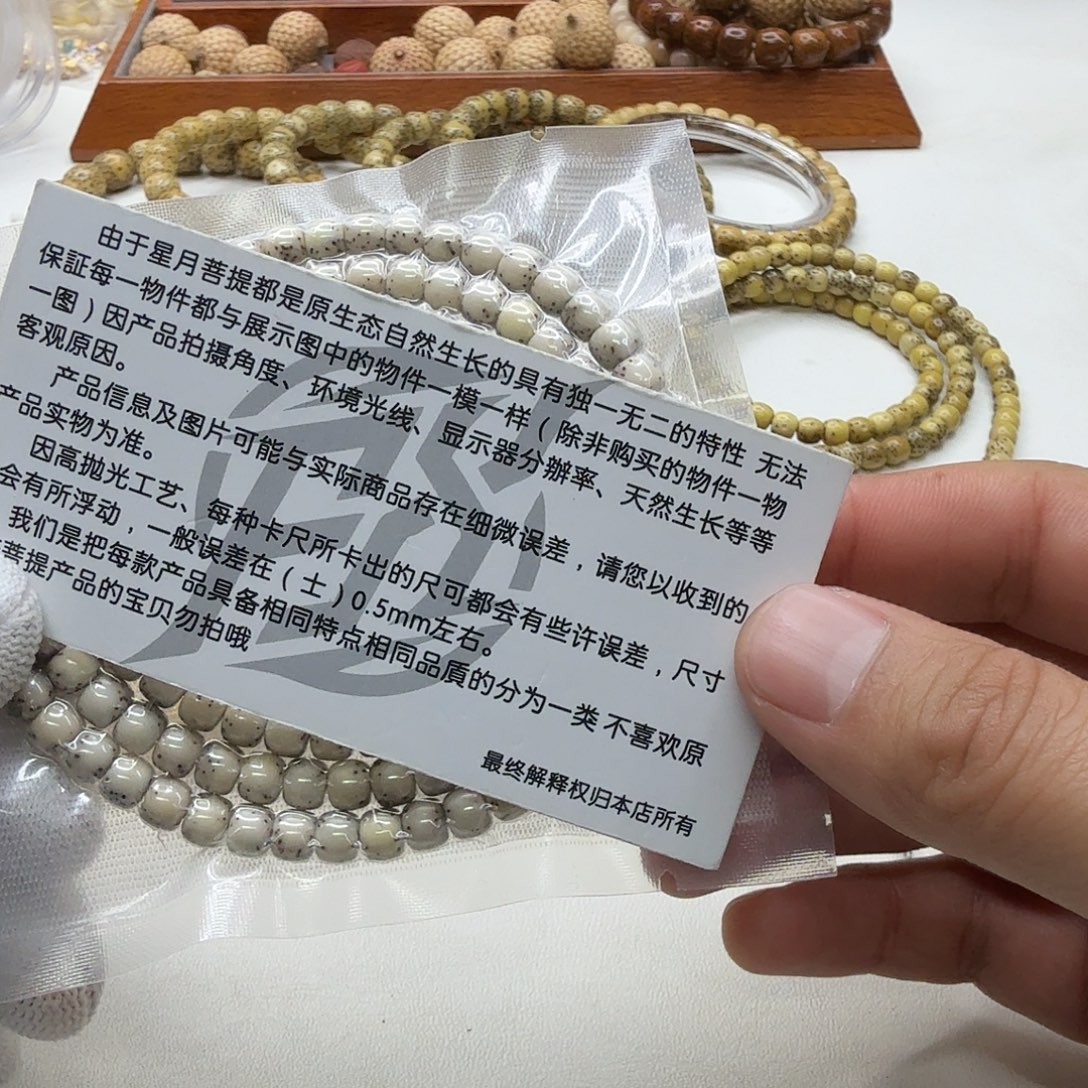 由于星月菩提都是原生态自然生长的具有独一无二的特性 无法
保証每一物件都与展示图中的物件一模一样（除非购买的物件一物
一图）因产品拍摄角度、环境光线、显示器分辦率、天然生长等等
客观原因。
产品信息及图片可能与实际商品存在细微误差，请您以收到的
产品实物为准。
因高抛光工艺、每种卡尺所卡出的尺可都会有些许误差，尺寸
会有所浮动，一般误差在（士）0.5mm左右。
我们是把每款产品具备相同特点相同品質的分为一类 不喜欢原
菩提产品的宝贝勿拍哦
最终解释权归本店所有